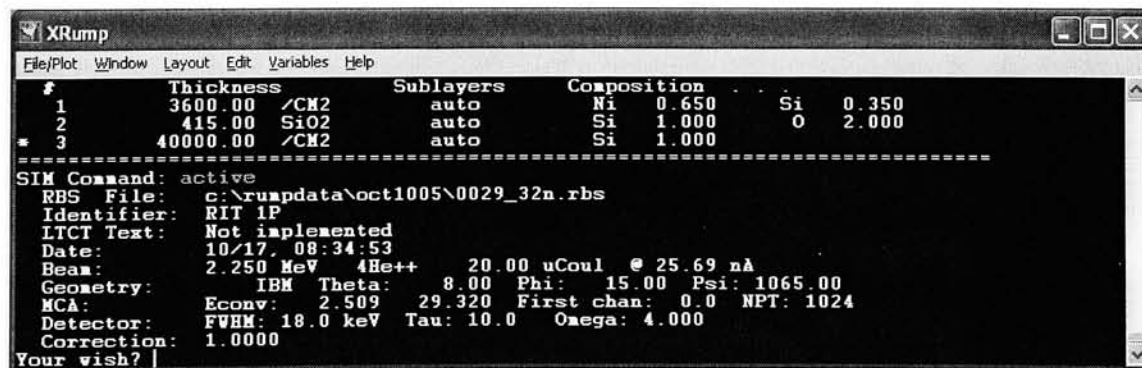 XRump
File/Plot Window Layout Edit Variables Help
# Thickness Sublayers Composition . . .
1 3600.00 /CM2 auto Ni 0.650 Si 0.350
2 415.00 SiO2 auto Si 1.000 O 2.000
* 3 40000.00 /CM2 auto Si 1.000
================================================================================
SIM Command: active
RBS File: c:\rumpdata\oct1005\0029_32n.rbs
Identifier: RIT 1P
LTCT Text: Not implemented
Date: 10/17, 08:34:53
Beam: 2.250 MeV 4He++ 20.00 uCoul @ 25.69 nA
Geometry: IBM Theta: 8.00 Phi: 15.00 Psi: 1065.00
MCA: Econv: 2.509 29.320 First chan: 0.0 NPT: 1024
Detector: FWHM: 18.0 keV Tau: 10.0 Omega: 4.000
Correction: 1.0000
Your wish?